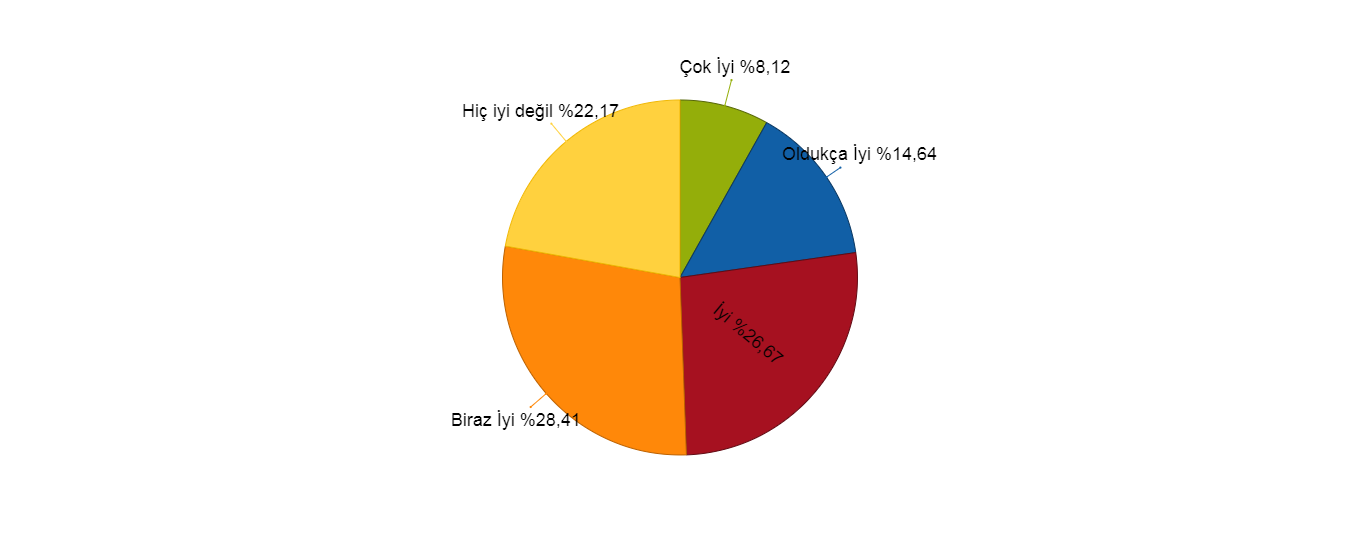 Çok İyi %8,12
Hiç iyi değil %22,17
Oldukça İyi %14,64
İyi %26,67
Biraz İyi %28,41